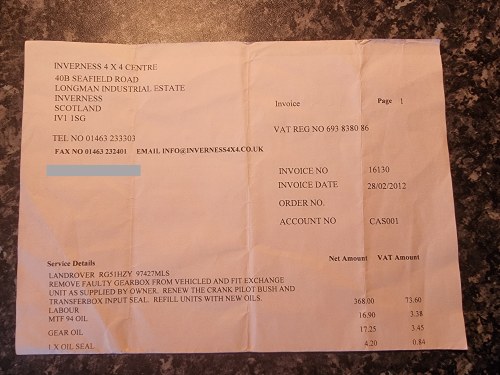 INVERNESS 4 X 4 CENTRE
40B SEAFIELD ROAD
LONGMAN INDUSTRIAL ESTATE
INVERNESS
SCOTLAND
IV1 1SG
Invoice Page 1
VAT REG NO 693 8380 86
TEL NO 01463 233303
FAX NO 01463 232401 EMAIL INFO@INVERNESS4X4.CO.UK
INVOICE NO 16130
INVOICE DATE 28/02/2012
ORDER NO.
ACCOUNT NO CAS001
Service Details Net Amount VAT Amount
LANDROVER RG51HZY 97427MLS
REMOVE FAULTY GEARBOX FROM VEHICLED AND FIT EXCHANGE
UNIT AS SUPPLIED BY OWNER. RENEW THE CRANK PILOT BUSH AND
TRANSFERBOX INPUT SEAL. REFILL UNITS WITH NEW OILS.
LABOUR 368.00 73.60
MTF 94 OIL 16.90 3.38
GEAR OIL 17.25 3.45
1 X OIL SEAL 4.20 0.84